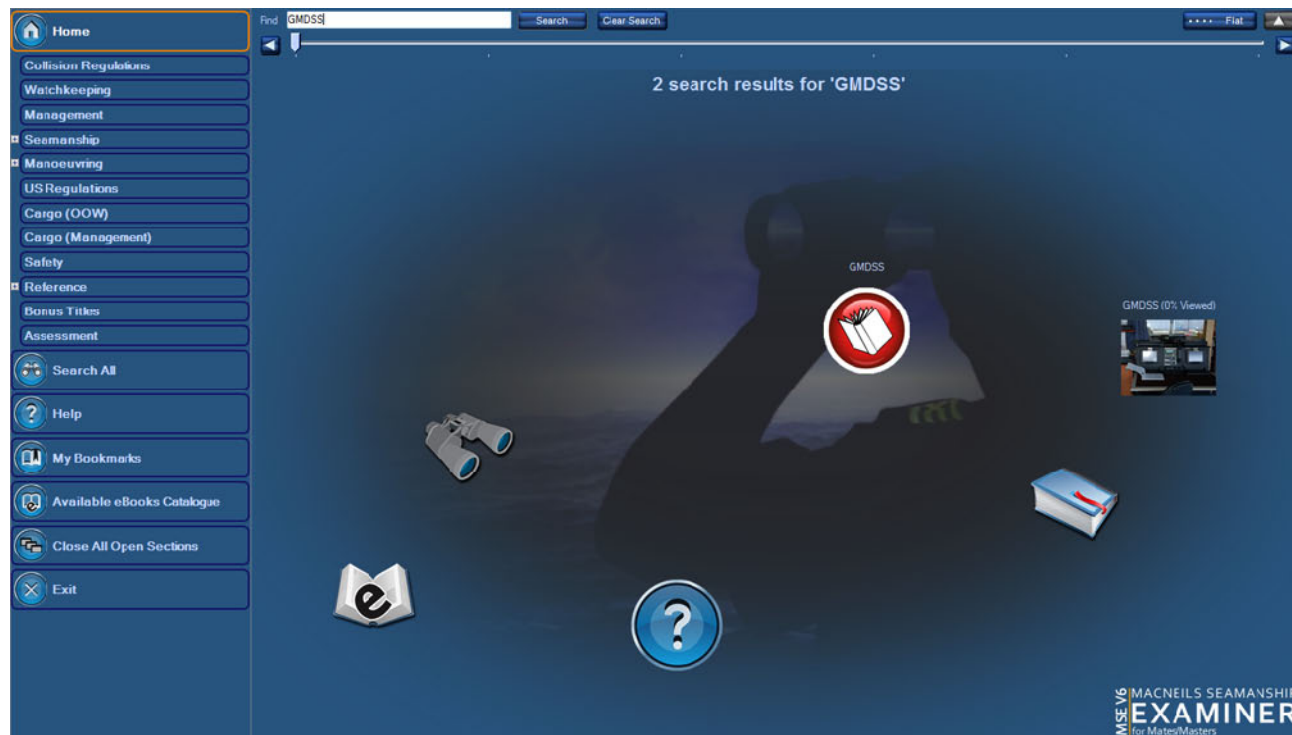 Home
Collision Regulations
Watchkeeping
Management
Seamanship
Manoeuvring
US Regulations
Cargo (OOW)
Cargo (Management)
Safety
Reference
Bonus Titles
Assessment
Search All
Help
My Bookmarks
Available eBooks Catalogue
Close All Open Sections
Exit
Find GMDSS Search Clear Search Flat
2 search results for 'GMDSS'
GMDSS
GMDSS (0% Viewed)
e
?
MSE V6
MACNEILS SEAMANSHIP
EXAMINER
for Mates/Masters